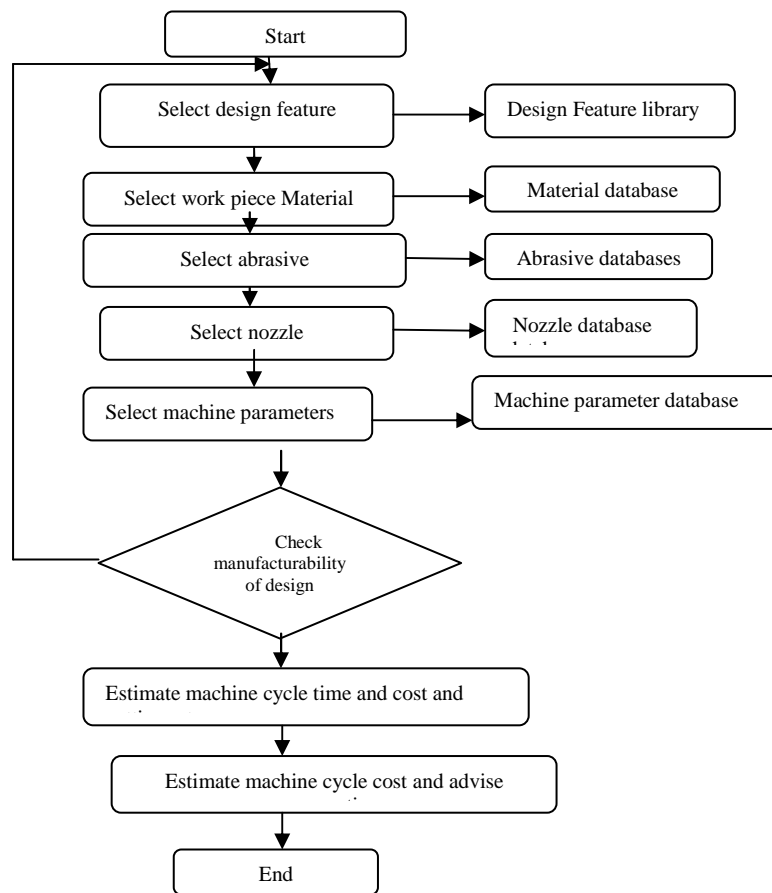 Start
Select design feature
Design Feature library
Select work piece Material
Material database
Select abrasive
Abrasive databases
Select nozzle
Nozzle database
Select machine parameters
Machine parameter database
Check
manufacturability
of design
Estimate machine cycle time and cost and
Estimate machine cycle cost and advise
End